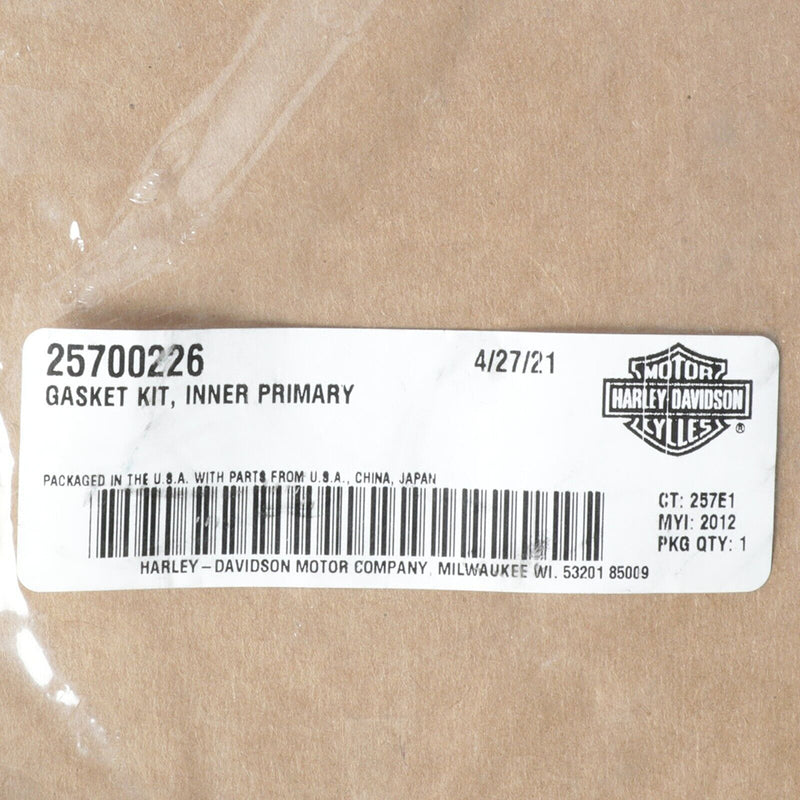 25700226
4/27/21
GASKET KIT, INNER PRIMARY
MOTOR
HARLEY-DAVIDSON
CYCLES
®
PACKAGED IN THE U.S.A. WITH PARTS FROM U.S.A., CHINA, JAPAN
CT: 257E1
MYI: 2012
PKG QTY: 1
HARLEY-DAVIDSON MOTOR COMPANY, MILWAUKEE WI. 53201 85009